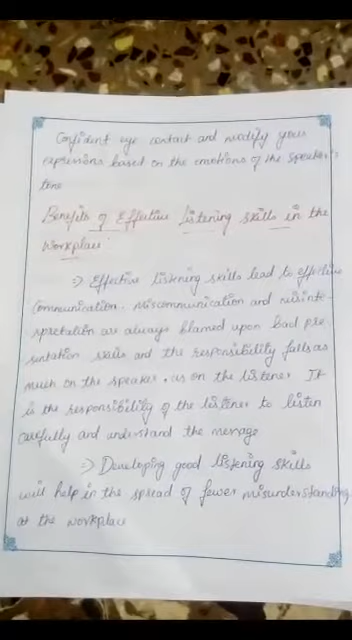 Confident eye contact and modify your
expressions based on the emotions of the speaker's
tone
Benefits of Effective listening skills in the
Workplace
=> Effective listening skills lead to effective
Communication. miscommunication and misinte-
spretation are always blamed upon bad pre-
sentation skills and the responsibility falls as
much on the speaker, as on the listener It
is the responsibility of the listener to listen
carefully and understand the message
=> Developing good listening skills
will help in the spread of fewer misunderstanding
at the workplace